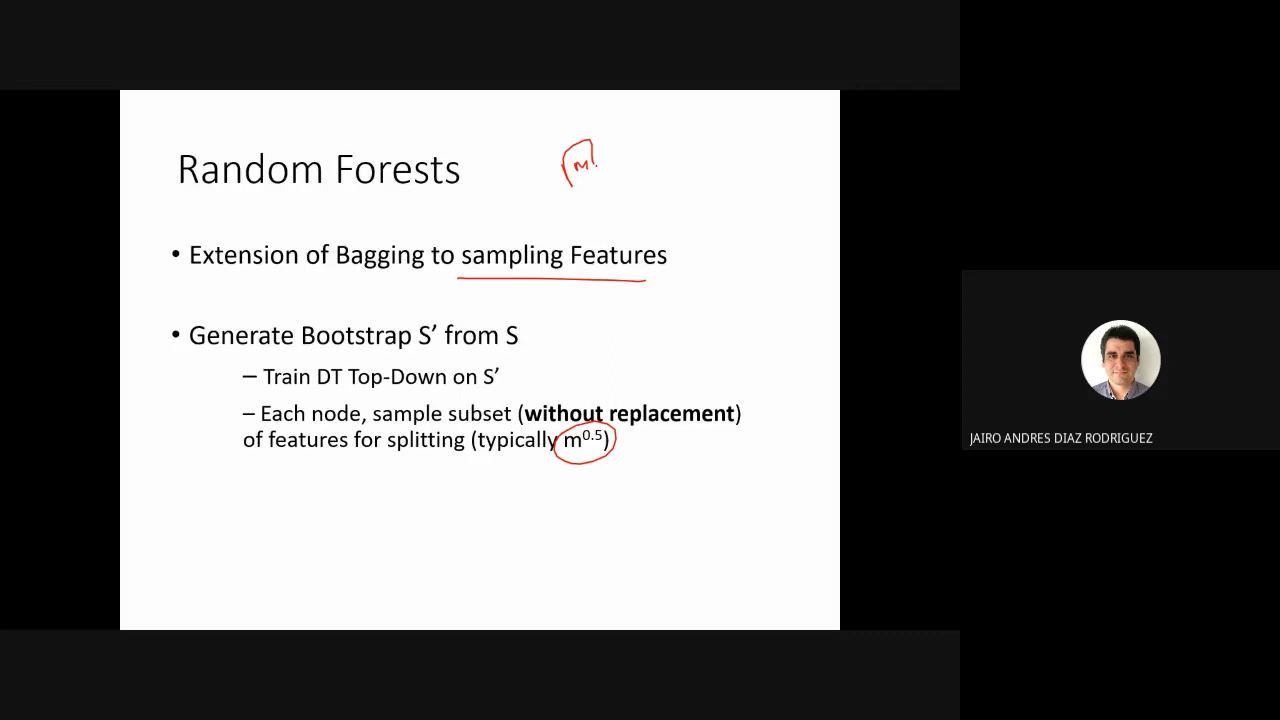 Random Forests
m
• Extension of Bagging to sampling Features
• Generate Bootstrap S’ from S
– Train DT Top-Down on S’
– Each node, sample subset (without replacement)
of features for splitting (typically m^0.5)
JAIRO ANDRES DIAZ RODRIGUEZ